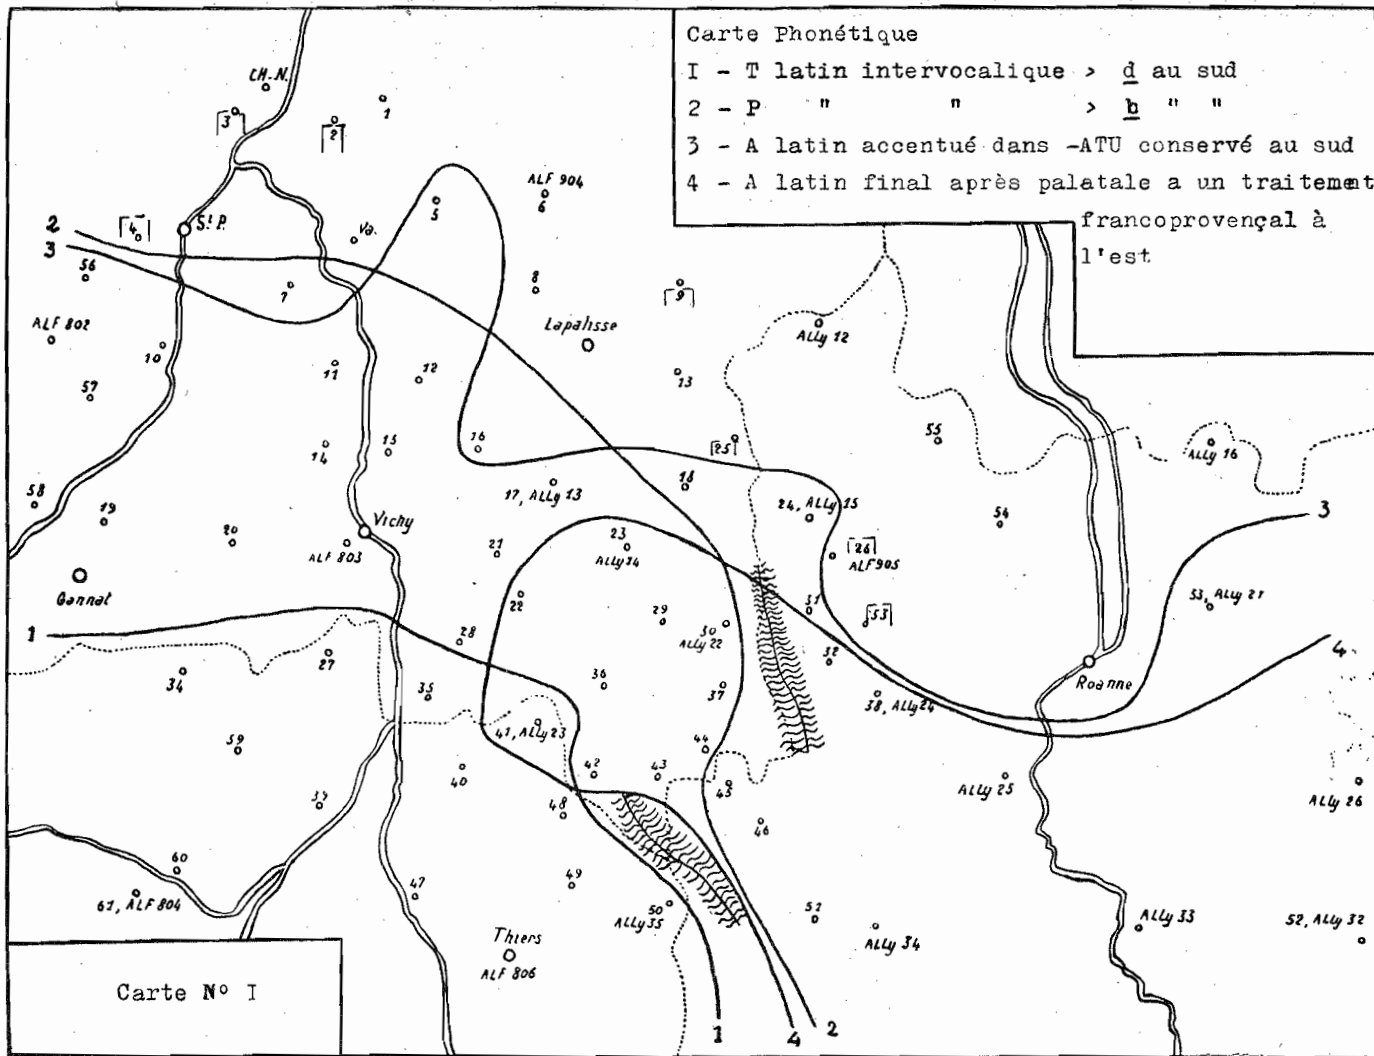 Carte Phonétique
I - T latin intervocalique > d au sud
2 - P " " > b " "
3 - A latin accentué dans -ATU conservé au sud
4 - A latin final après palatale a un traitement
francoprovençal à
l'est
CH.-N.
1
3
2
ALF 904
6
5
4
St P.
Va.
2
3
56
7
8
9
ALF 802
Lapalisse
ALLy 12
10
11
12
13
57
55
ALLy 16
14
15
16
25
58
19
17, ALLy 13
18
24, ALLy 15
54
3
20
Vichy
ALF 803
21
23
ALLy 14
26
ALF 905
Gannat
22
53, ALLy 21
1
28
29
30
ALLy 22
31
33
4
27
32
34
35
36
37
38, ALLy 24
Roanne
59
41, ALLy 23
44
40
42
43
45
ALLy 25
ALLy 26
39
48
46
60
61, ALF 804
47
49
50
ALLy 35
51
ALLy 34
ALLy 33
52, ALLy 32
Thiers
ALF 806
Carte N° I
1
4
2